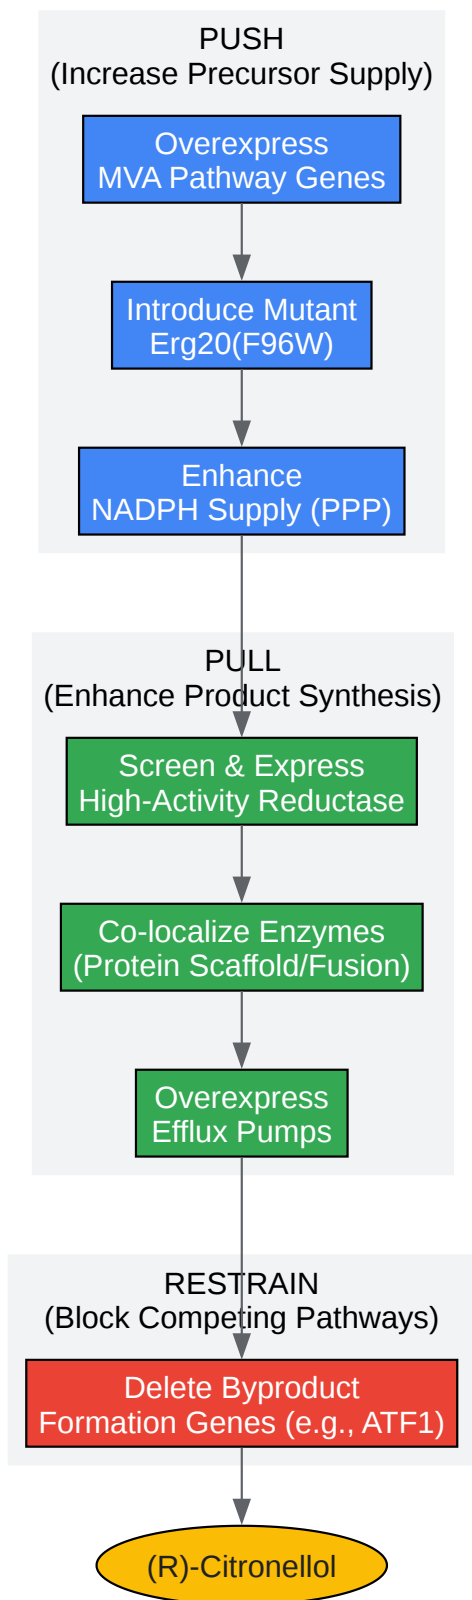 PUSH
(Increase Precursor Supply)
Overexpress
MVA Pathway Genes
Introduce Mutant
Erg20(F96W)
Enhance
NADPH Supply (PPP)
PULL
(Enhance Product Synthesis)
Screen & Express
High-Activity Reductase
Co-localize Enzymes
(Protein Scaffold/Fusion)
Overexpress
Efflux Pumps
RESTRAIN
(Block Competing Pathways)
Delete Byproduct
Formation Genes (e.g., ATF1)
(R)-Citronellol